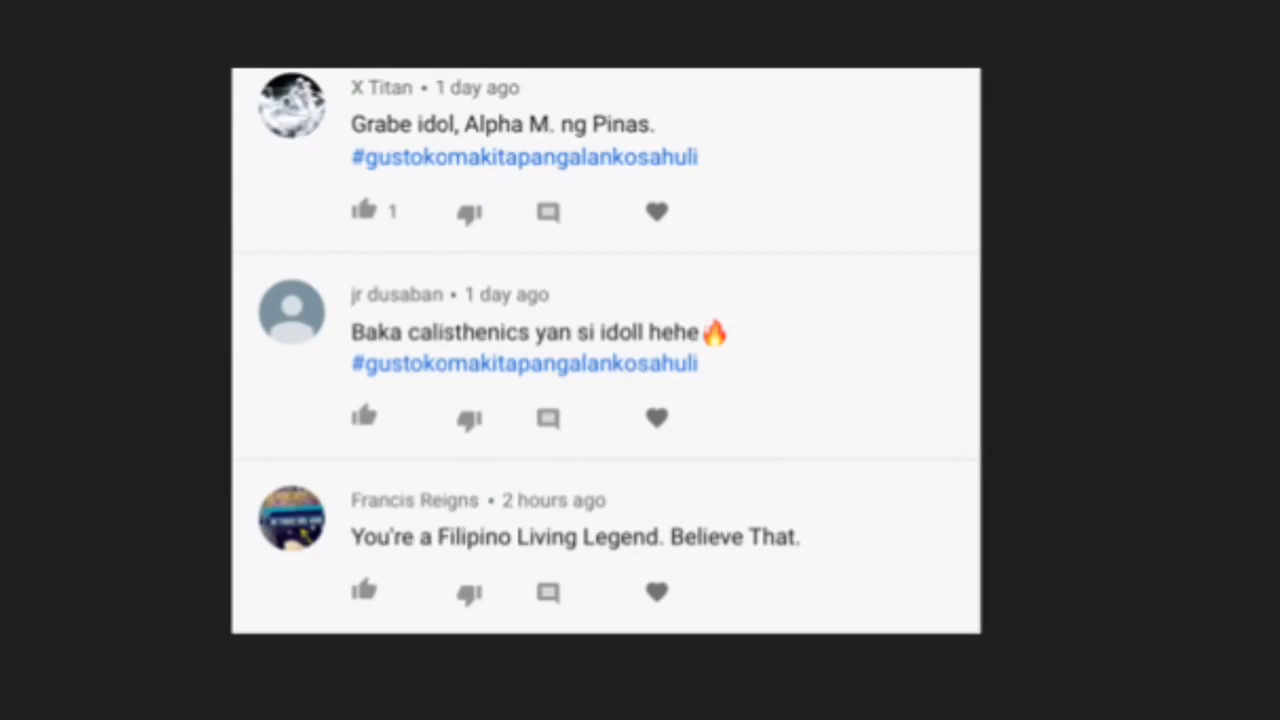 X Titan • 1 day ago
Grabe idol, Alpha M. ng Pinas.
#gustokomakitapangalankosahuli
1
jr dusaban • 1 day ago
Baka calisthenics yan si idoll hehe🔥
#gustokomakitapangalankosahuli
Francis Reigns • 2 hours ago
You're a Filipino Living Legend. Believe That.